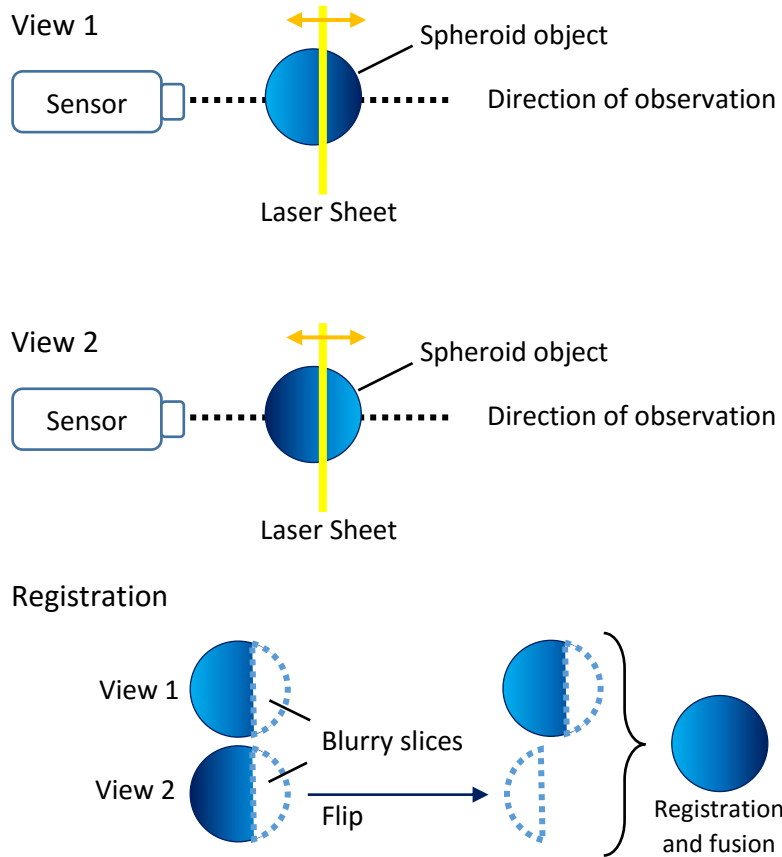 View 1
Spheroid object
Sensor
Direction of observation
Laser Sheet
View 2
Spheroid object
Sensor
Direction of observation
Laser Sheet
Registration
View 1
Blurry slices
View 2
Flip
Registration
and fusion